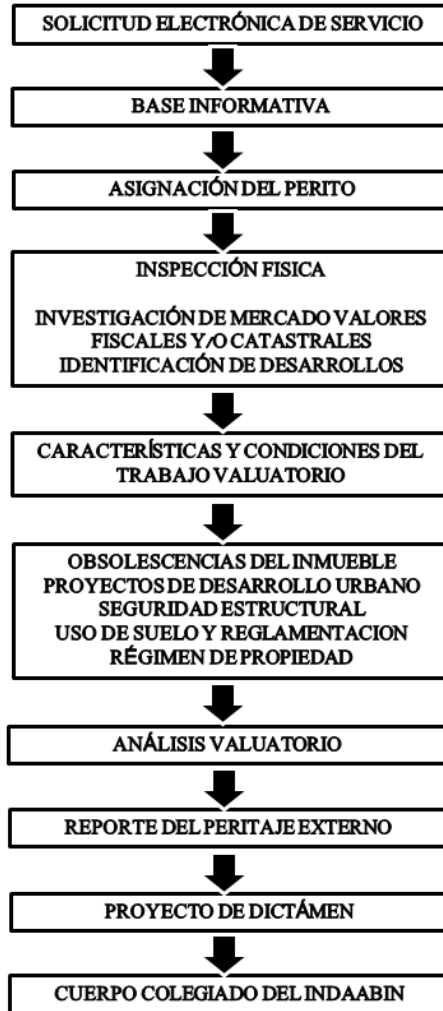 SOLICITUD ELECTRÓNICA DE SERVICIO
BASE INFORMATIVA
ASIGNACIÓN DEL PERITO
INSPECCIÓN FISICA
INVESTIGACIÓN DE MERCADO VALORES
FISCALES Y/O CATASTRALES
IDENTIFICACIÓN DE DESARROLLOS
CARACTERÍSTICAS Y CONDICIONES DEL
TRABAJO VALUATORIO
OBSOLESCENCIAS DEL INMUEBLE
PROYECTOS DE DESARROLLO URBANO
SEGURIDAD ESTRUCTURAL
USO DE SUELO Y REGLAMENTACION
RÉGIMEN DE PROPIEDAD
ANÁLISIS VALUATORIO
REPORTE DEL PERITAJE EXTERNO
PROYECTO DE DICTÁMEN
CUERPO COLEGIADO DEL INDAABIN